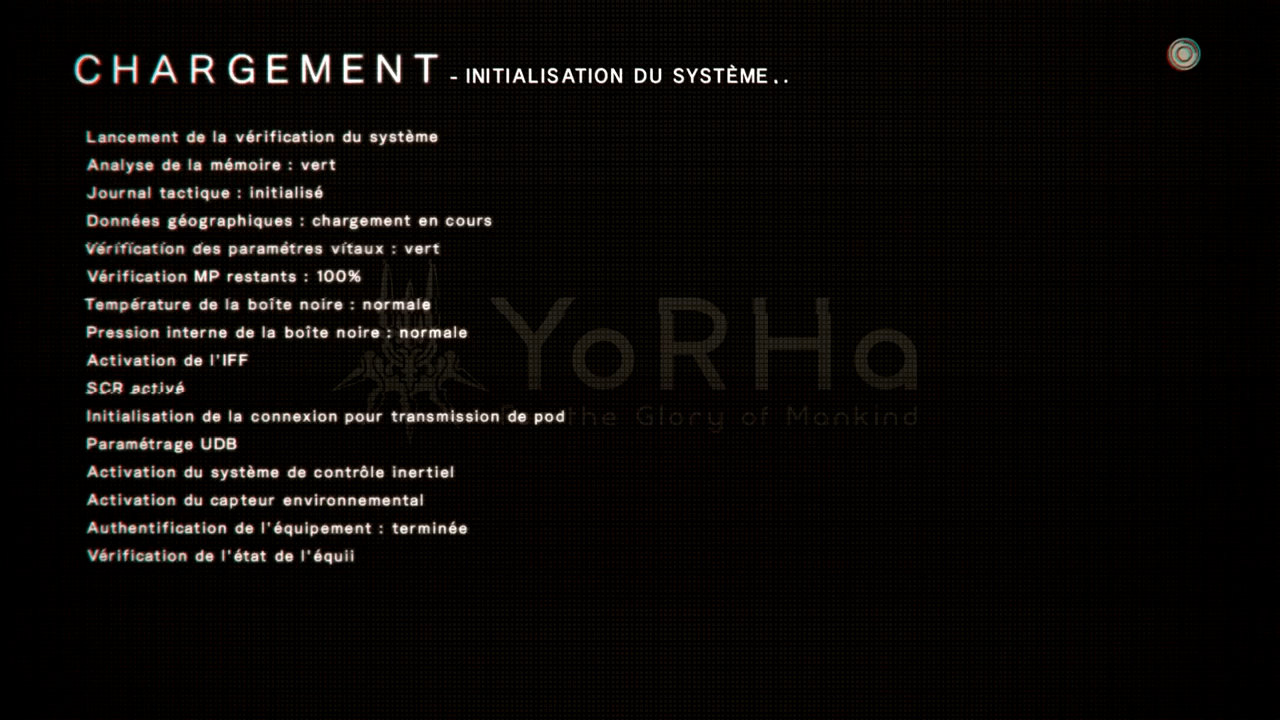 CHARGEMENT - INITIALISATION DU SYSTÈME..
Lancement de la vérification du système
Analyse de la mémoire : vert
Journal tactique : initialisé
Données géographiques : chargement en cours
Vérification des paramètres vitaux : vert
Vérification MP restants : 100%
Température de la boîte noire : normale
Pression interne de la boîte noire : normale
Activation de l'IFF
SCR activé
Initialisation de la connexion pour transmission de pod
Paramétrage UDB
Activation du système de contrôle inertiel
Activation du capteur environnemental
Authentification de l'équipement : terminée
Vérification de l'état de l'équii
YoRHa
the Glory of Mankind